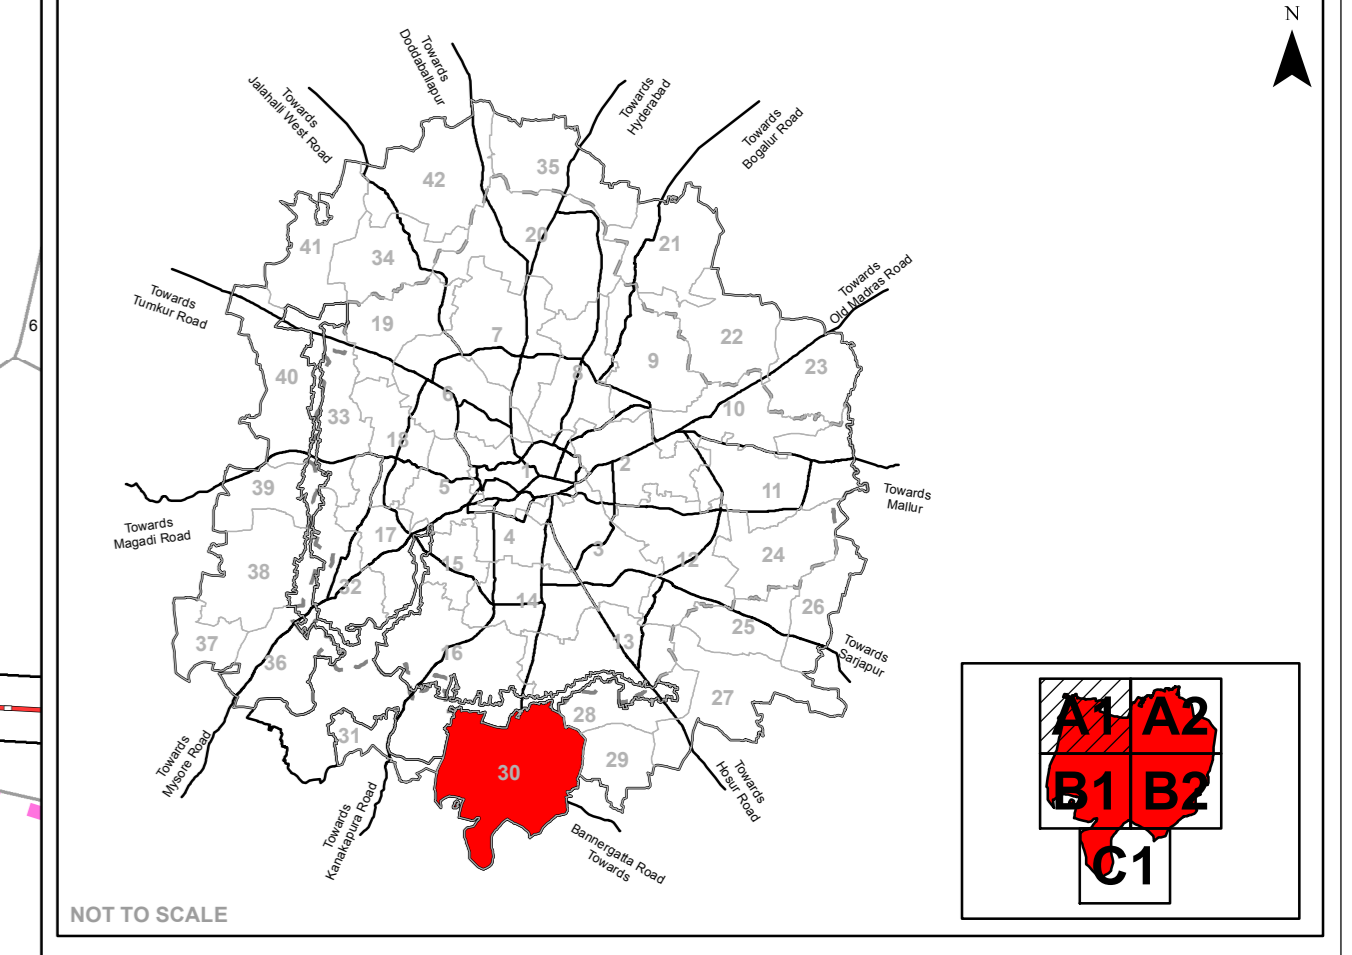 N
Towards
Doddaballapur
Towards
Jalahalli West Road
Towards
Hyderabad
Towards
Bogalur Road
42
35
20
21
41
34
Towards
Old Madras Road
Towards
Tumkur Road
6
19
7
22
9
23
8
40
6
10
33
18
1
2
5
39
11
Towards
Mallur
Towards
Magadi Road
17
4
3
15
12
24
38
32
14
26
25
13
37
16
36
Towards
Sarjapur
27
28
31
30
29
Towards
Mysore Road
Towards
Kanakapura Road
Bannergatta Road
Towards
Towards
Hosur Road
A1
A2
B1
B2
C1
NOT TO SCALE